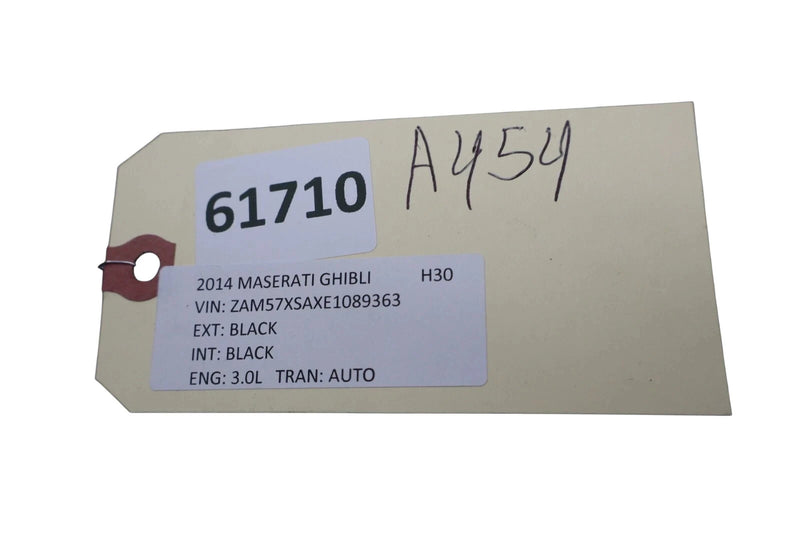 A454
61710
2014 MASERATI GHIBLI H30
VIN: ZAM57XSAXE1089363
EXT: BLACK
INT: BLACK
ENG: 3.0L TRAN: AUTO